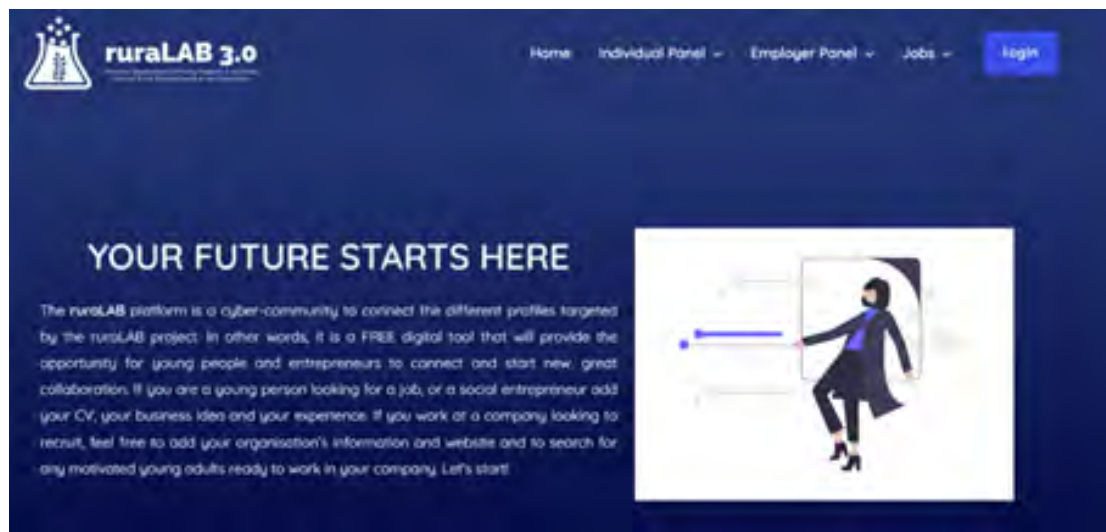 ruraLAB 3.0
Home Individual Panel Employer Panel Jobs Login
YOUR FUTURE STARTS HERE
The ruraLAB platform is a cyber-community to connect the different profiles targeted
by the ruraLAB project. In other words, it is a FREE digital tool that will provide the
opportunity for young people and entrepreneurs to connect and start new, great
collaboration. If you are a young person looking for a job, or a social entrepreneur add
your CV, your business idea and your experience. If you work at a company looking to
recruit, feel free to add your organisation's information and website and to search for
any motivated young adults ready to work in your company. Let's start!